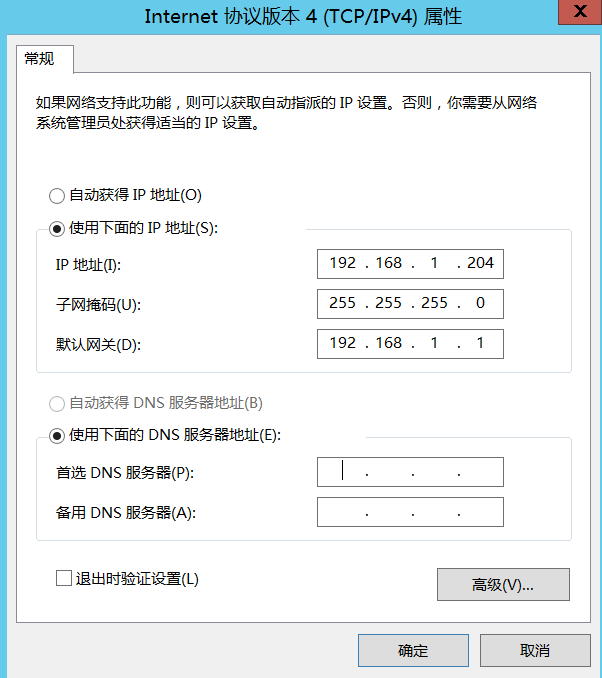 Internet 协议版本 4 (TCP/IPv4) 属性
X
常规
如果网络支持此功能，则可以获取自动指派的 IP 设置。否则，你需要从网络
系统管理员处获得适当的 IP 设置。
自动获得 IP 地址(O)
使用下面的 IP 地址(S):
IP 地址(I): 192 . 168 . 1 . 204
子网掩码(U): 255 . 255 . 255 . 0
默认网关(D): 192 . 168 . 1 . 1
自动获得 DNS 服务器地址(B)
使用下面的 DNS 服务器地址(E):
首选 DNS 服务器(P): . . .
备用 DNS 服务器(A): . . .
退出时验证设置(L)
高级(V)...
确定 取消